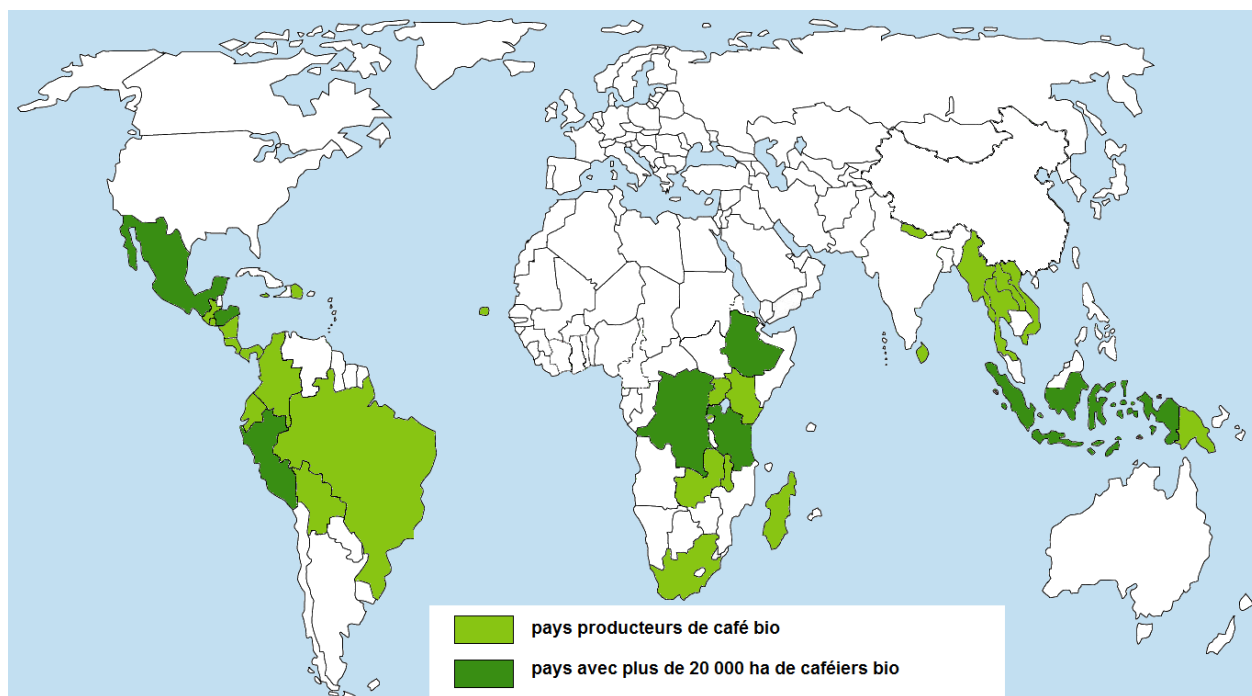 pays producteurs de café bio
pays avec plus de 20 000 ha de caféiers bio